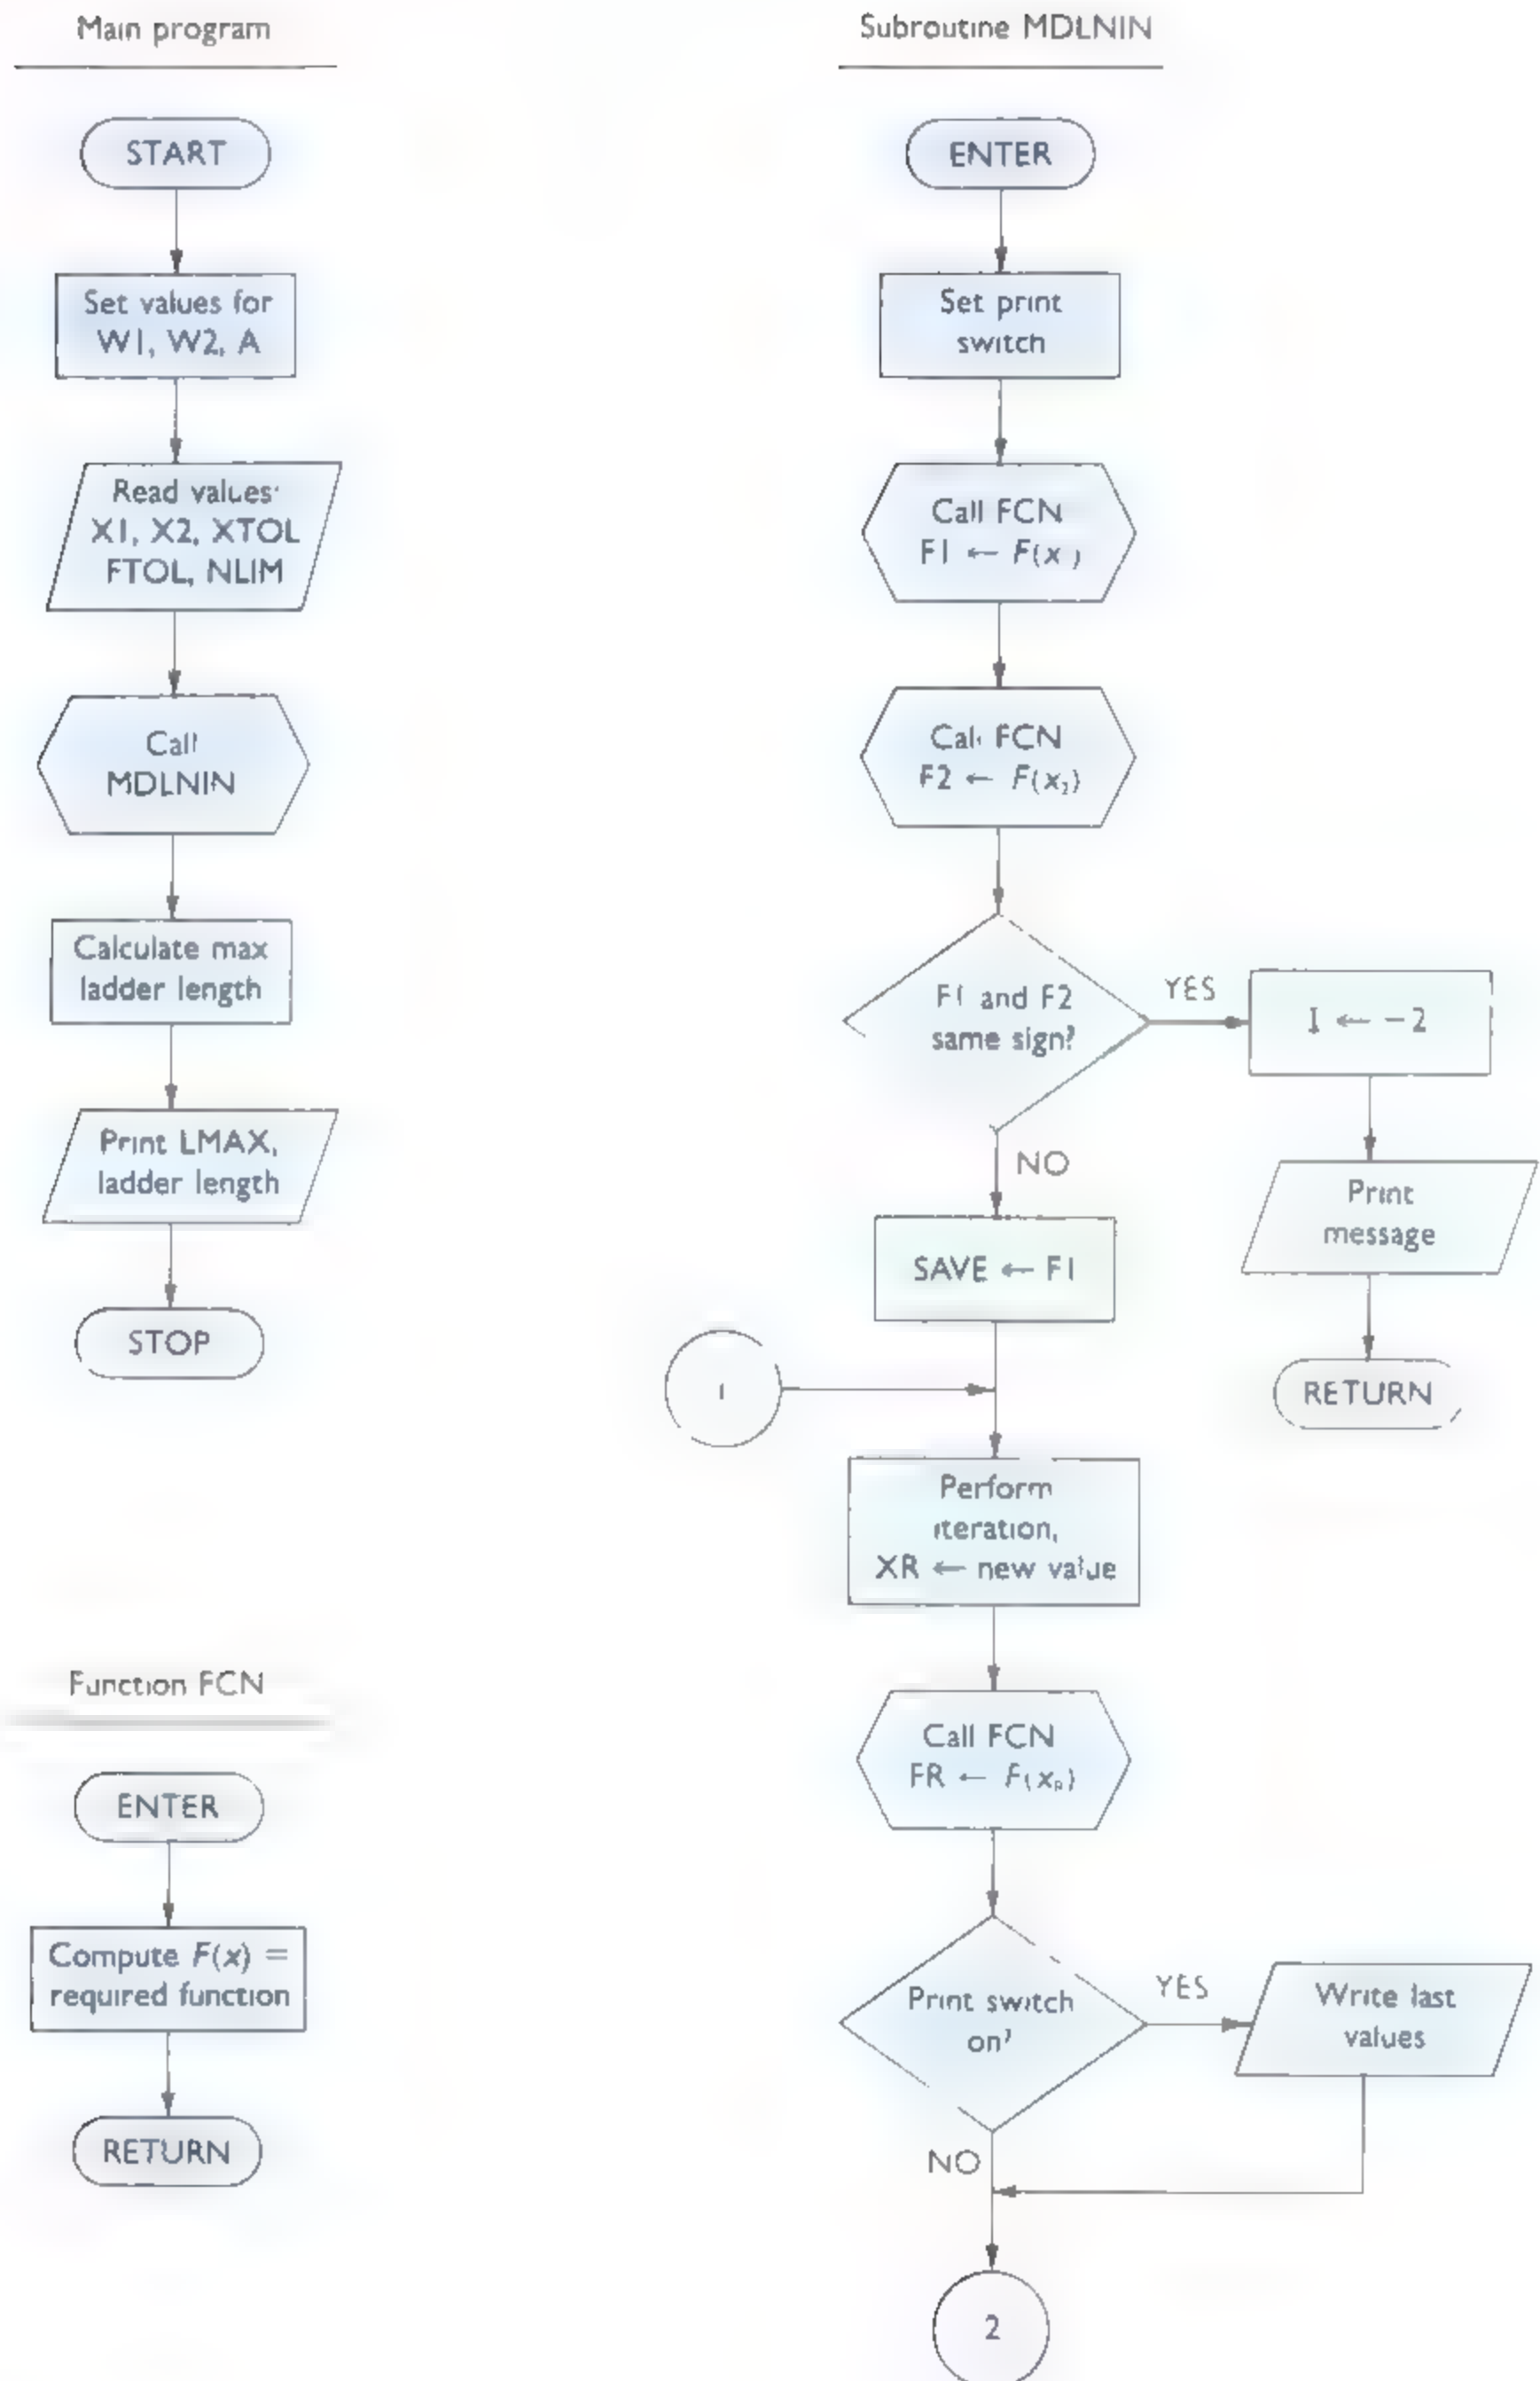 Main program
START
Set values for
W1, W2, A
Read values:
X1, X2, XTOL
FTOL, NLIM
Call
MDLNIN
Calculate max
ladder length
Print LMAX,
ladder length
STOP
Function FCN
ENTER
Compute F(x) =
required function
RETURN
Subroutine MDLNIN
ENTER
Set print
switch
Call FCN
F1 ← F(x )
Call FCN
F2 ← F(x₂)
F1 and F2
same sign?
YES
I ← −2
Print
message
RETURN
NO
SAVE ← F1
1
Perform
iteration,
XR ← new value
Call FCN
FR ← F(xR)
Print switch
on?
YES
Write last
values
NO
2